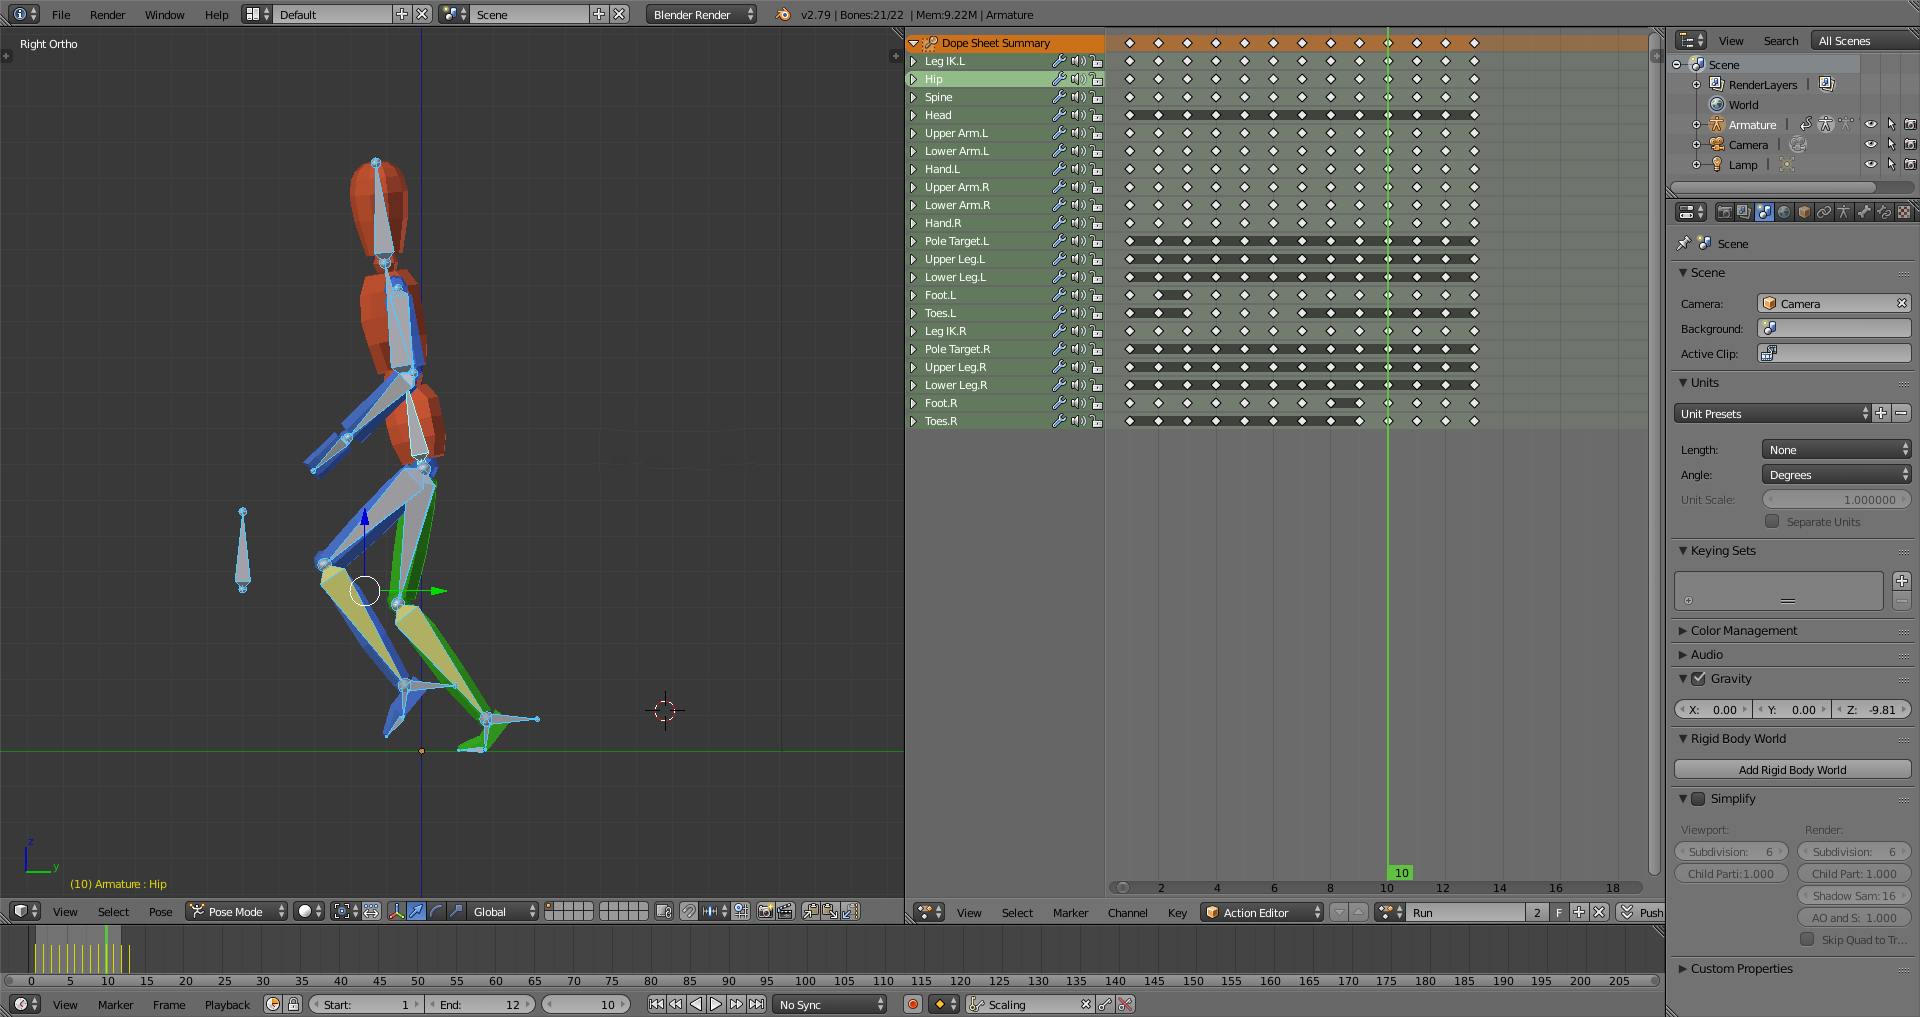 File Render Window Help Default Scene Blender Render v2.79 | Bones:21/22 | Mem:9.22M | Armature
Right Ortho
z
y
(10) Armature : Hip
View Select Pose Pose Mode Global
Dope Sheet Summary
Leg IK.L
Hip
Spine
Head
Upper Arm.L
Lower Arm.L
Hand.L
Upper Arm.R
Lower Arm.R
Hand.R
Pole Target.L
Upper Leg.L
Lower Leg.L
Foot.L
Toes.L
Leg IK.R
Pole Target.R
Upper Leg.R
Lower Leg.R
Foot.R
Toes.R
10
2 4 6 8 10 12 14 16 18
View Select Marker Channel Key Action Editor Run 2 F Push
View Search All Scenes
Scene
RenderLayers
World
Armature
Camera
Lamp
Scene
Scene
Camera: Camera
Background:
Active Clip:
Units
Unit Presets
Length: None
Angle: Degrees
Unit Scale: 1.000000
Separate Units
Keying Sets
Color Management
Audio
Gravity
X: 0.00 Y: 0.00 Z: -9.81
Rigid Body World
Add Rigid Body World
Simplify
Viewport: Render:
Subdivision: 6 Subdivision: 6
Child Parti:1.000 Child Part: 1.000
Shadow Sam: 16
AO and S: 1.000
Skip Quad to Tr...
Custom Properties
0 5 10 15 20 25 30 35 40 45 50 55 60 65 70 75 80 85 90 95 100 105 110 115 120 125 130 135 140 145 150 155 160 165 170 175 180 185 190 195 200 205
View Marker Frame Playback Start: 1 End: 12 10 No Sync Scaling